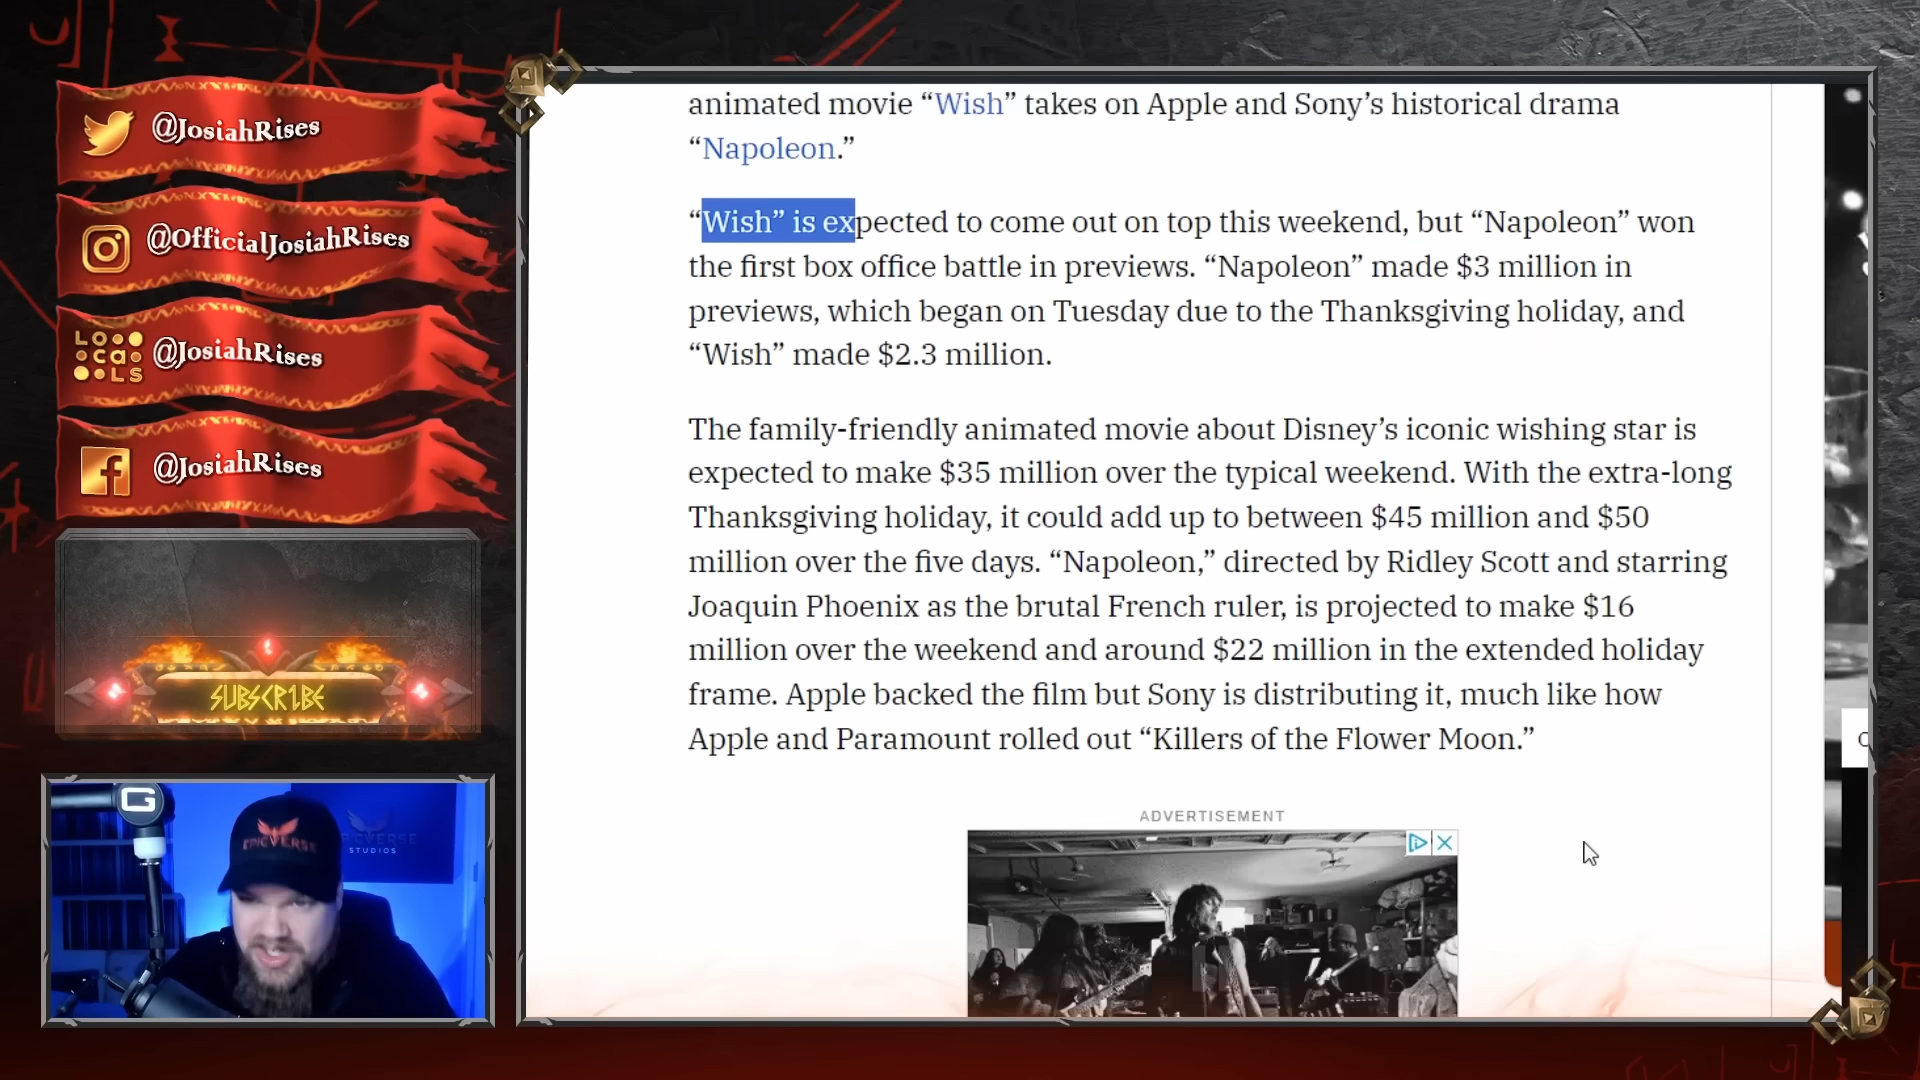 @JosiahRises
@OfficialJosiahRises
LOCALS
@JosiahRises
@JosiahRises
SUBSCRIBE
G
EPICVERSE
EPICVERSE
STUDIOS
animated movie “Wish” takes on Apple and Sony’s historical drama
“Napoleon.”
“Wish” is expected to come out on top this weekend, but “Napoleon” won
the first box office battle in previews. “Napoleon” made $3 million in
previews, which began on Tuesday due to the Thanksgiving holiday, and
“Wish” made $2.3 million.
The family-friendly animated movie about Disney’s iconic wishing star is
expected to make $35 million over the typical weekend. With the extra-long
Thanksgiving holiday, it could add up to between $45 million and $50
million over the five days. “Napoleon,” directed by Ridley Scott and starring
Joaquin Phoenix as the brutal French ruler, is projected to make $16
million over the weekend and around $22 million in the extended holiday
frame. Apple backed the film but Sony is distributing it, much like how
Apple and Paramount rolled out “Killers of the Flower Moon.”
ADVERTISEMENT